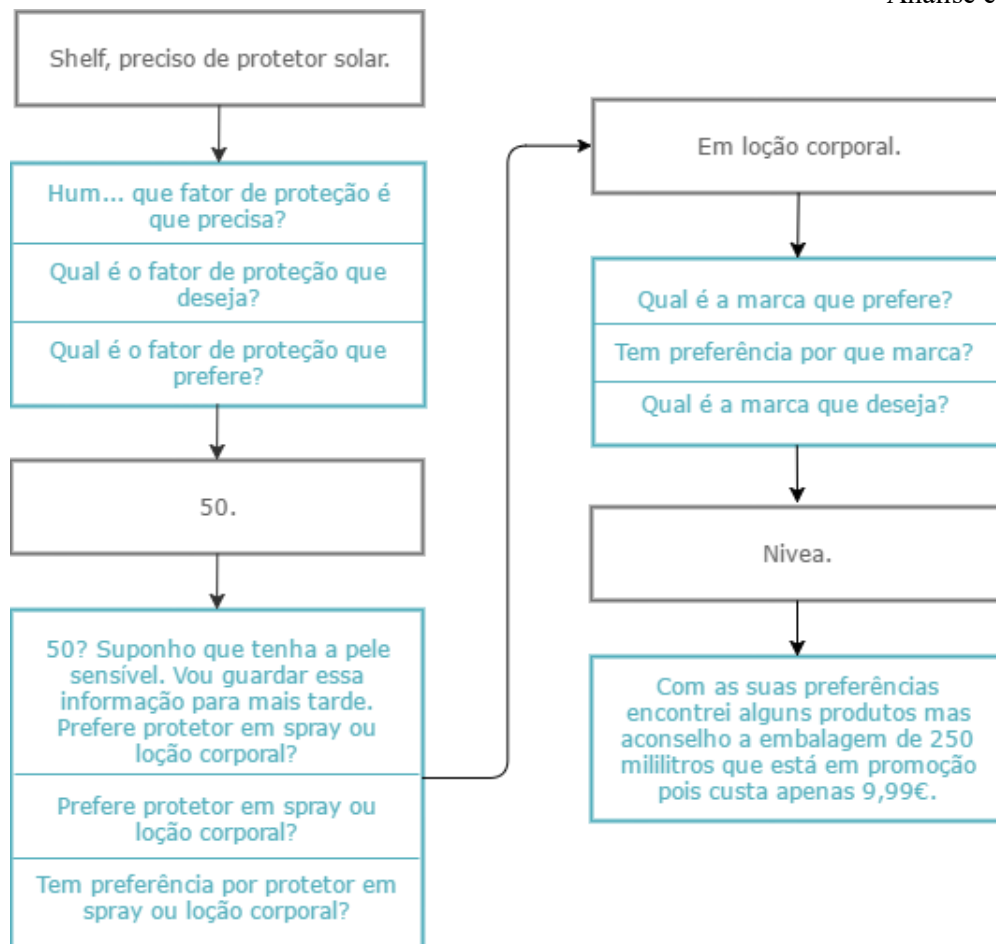 Shelf, preciso de protetor solar.
Hum... que fator de proteção é
que precisa?
Qual é o fator de proteção que
deseja?
Qual é o fator de proteção que
prefere?
50.
50? Suponho que tenha a pele
sensível. Vou guardar essa
informação para mais tarde.
Prefere protetor em spray ou
loção corporal?
Prefere protetor em spray ou
loção corporal?
Tem preferência por protetor em
spray ou loção corporal?
Em loção corporal.
Qual é a marca que prefere?
Tem preferência por que marca?
Qual é a marca que deseja?
Nivea.
Com as suas preferências
encontrei alguns produtos mas
aconselho a embalagem de 250
mililitros que está em promoção
pois custa apenas 9,99€.